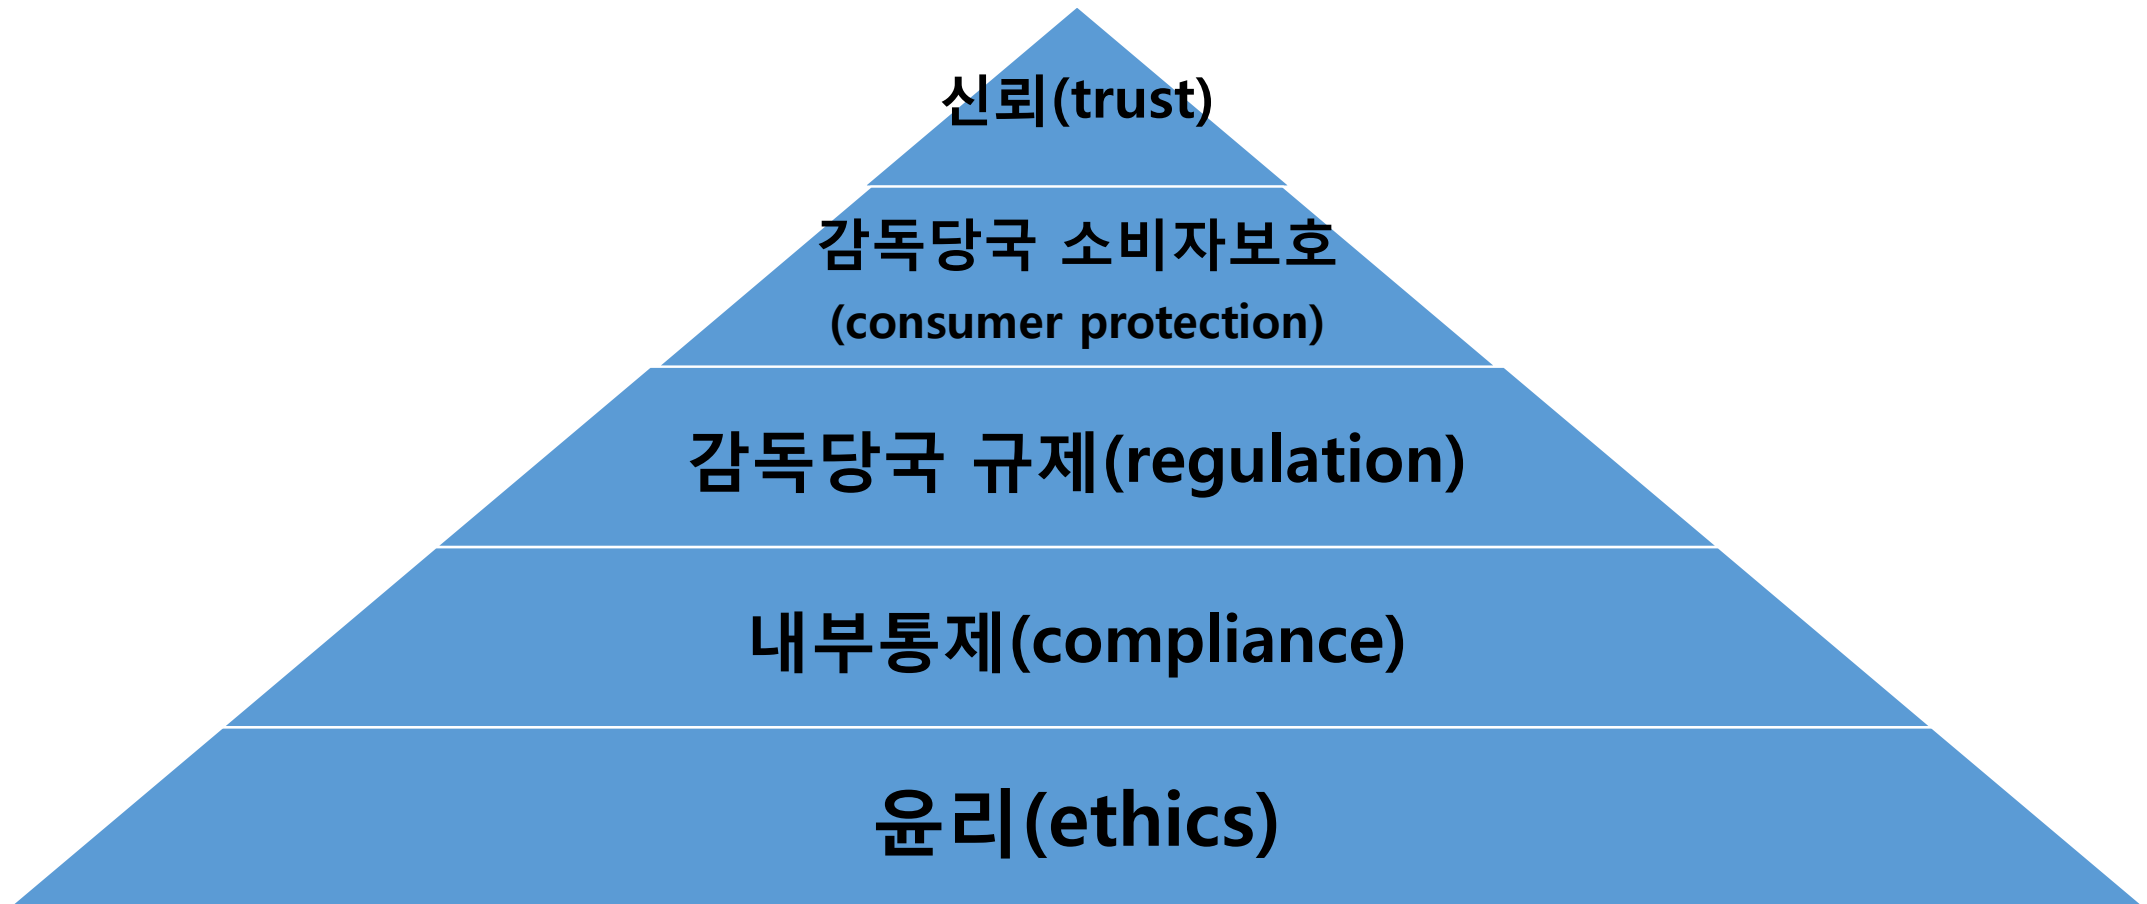 신뢰(trust)
감독당국 소비자보호
(consumer protection)
감독당국 규제(regulation)
내부통제(compliance)
윤리(ethics)